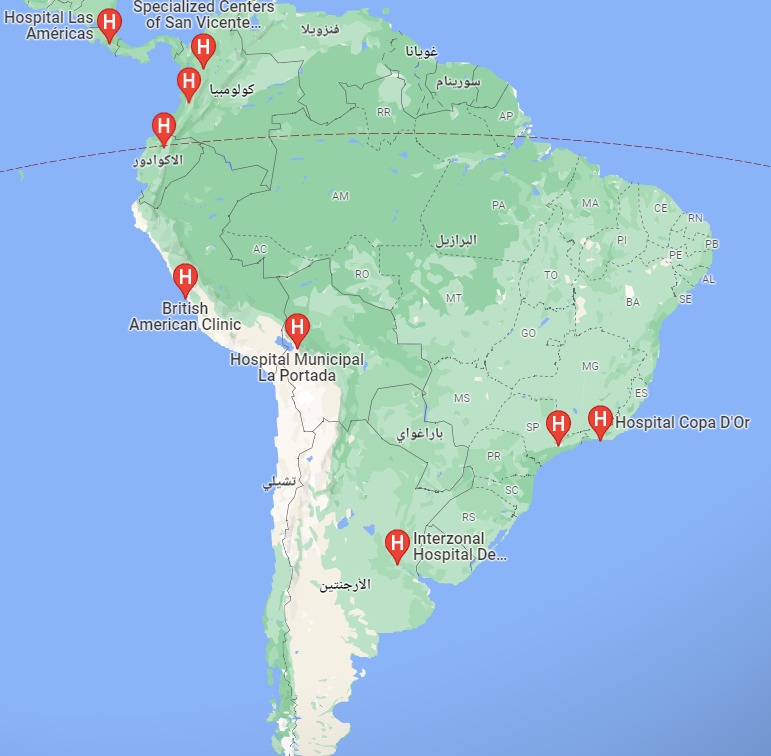 Specialized Centers
of San Vicente...
Hospital Las
Américas
H
H
H
H
فنزويلا
غويانا
سورينام
كولومبيا
RR
AP
الاكوادور
AM
PA
MA
CE
RN
PI
PB
PE
AL
SE
البرازيل
AC
RO
TO
MT
BA
H
British
American Clinic
H
Hospital Municipal
La Portada
GO
MG
ES
MS
SP
H
H
Hospital Copa D'Or
باراغواي
PR
SC
RS
تشيلي
H
Interzonal
Hospital De...
الأرجنتين